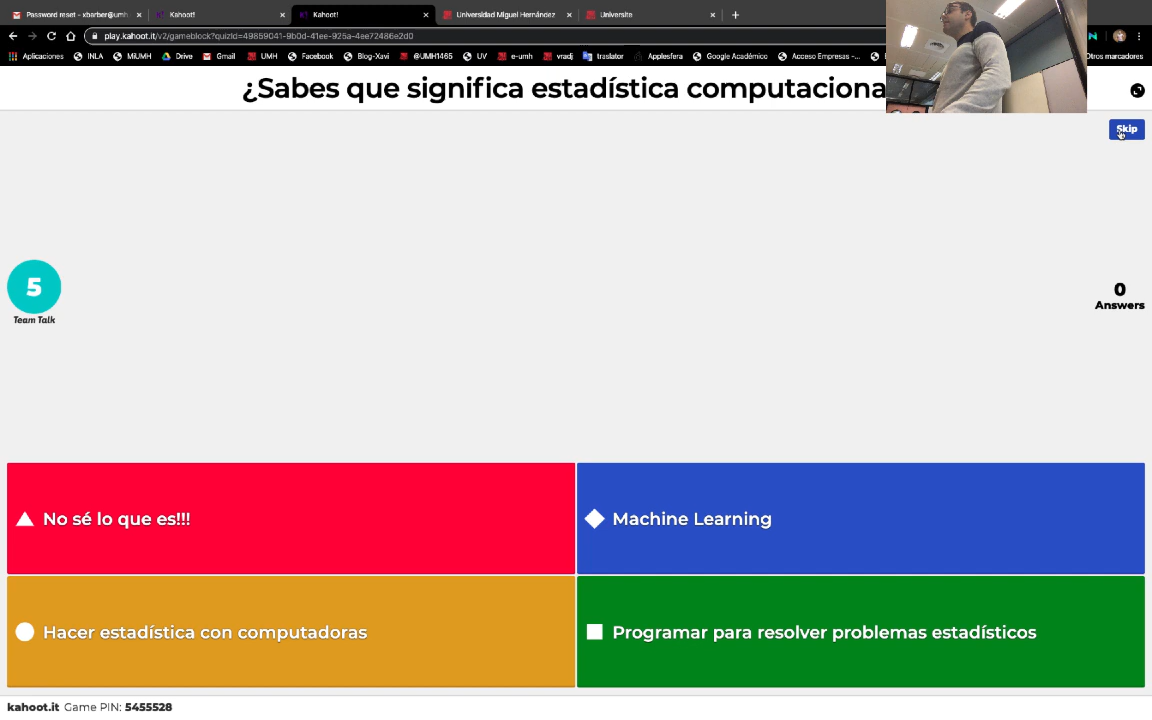 Password reset - xbarber@umh
Kahoot!
Kahoot!
Universidad Miguel Hernández
Universite
play.kahoot.it/v2/gameblock?quizId=49859041-9b0d-41ee-925a-4ee72486e2d0
Aplicaciones INLA MiUMH Drive Gmail UMH Facebook Blog-Xavi @UMH1465 UV e-umh vradj traslator Applesfera Google Académico Acceso Empresas -... Otros marcadores
¿Sabes que significa estadística computaciona
Skip
5
Team Talk
0
Answers
No sé lo que es!!!
Machine Learning
Hacer estadística con computadoras
Programar para resolver problemas estadísticos
kahoot.it Game PIN: 5455528